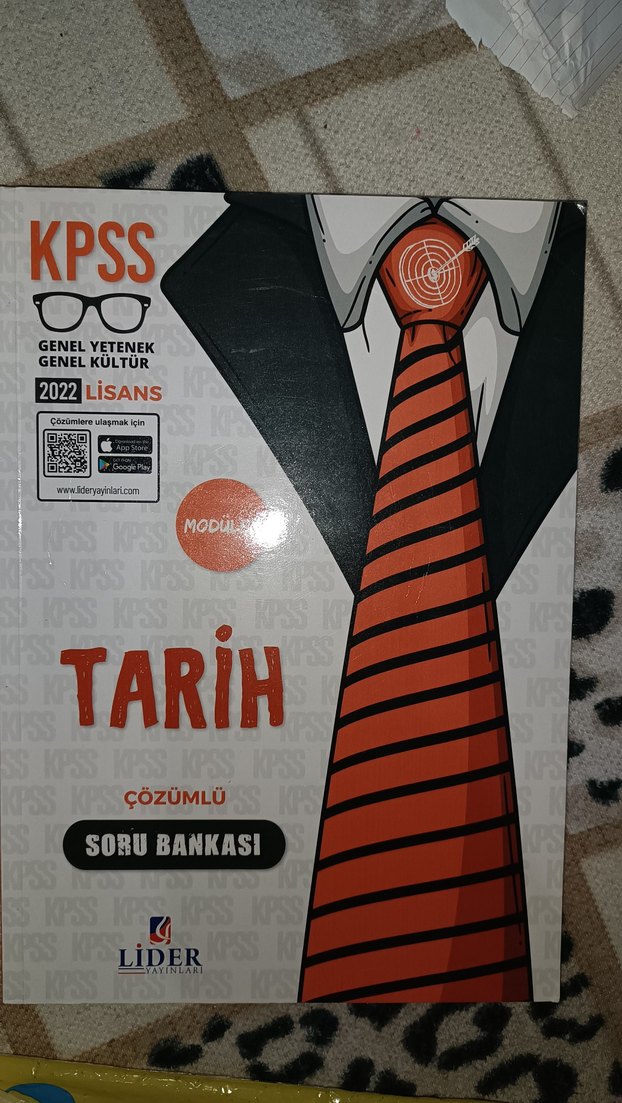 KPSS
GENEL YETENEK
GENEL KÜLTÜR
2022 LİSANS
Çözümlere ulaşmak için
App Store
Google Play
www.lideryayinlari.com
TARİH
ÇÖZÜMLÜ
SORU BANKASI
LİDER
YAYINLARI